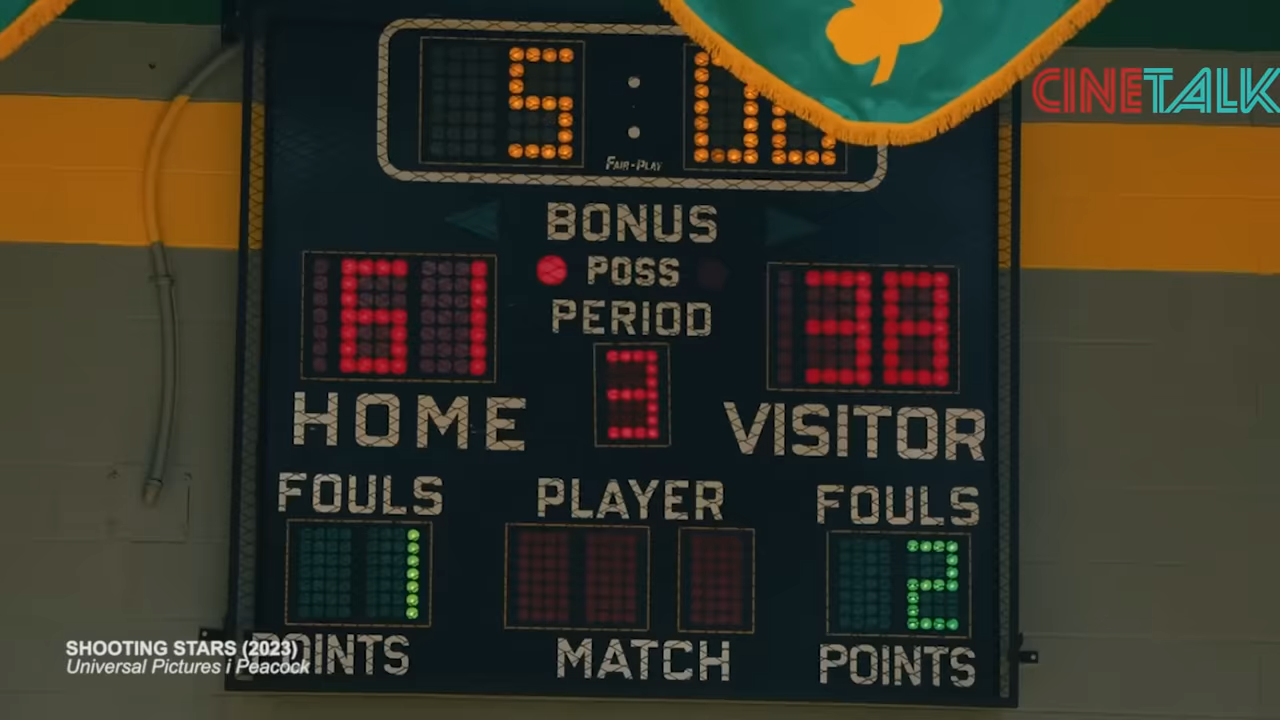 CINETALK
5:0
FAIR-PLAY
BONUS
POSS
PERIOD
61 3 38
HOME VISITOR
FOULS PLAYER FOULS
1 2
POINTS MATCH POINTS
SHOOTING STARS (2023)
Universal Pictures i Peacock